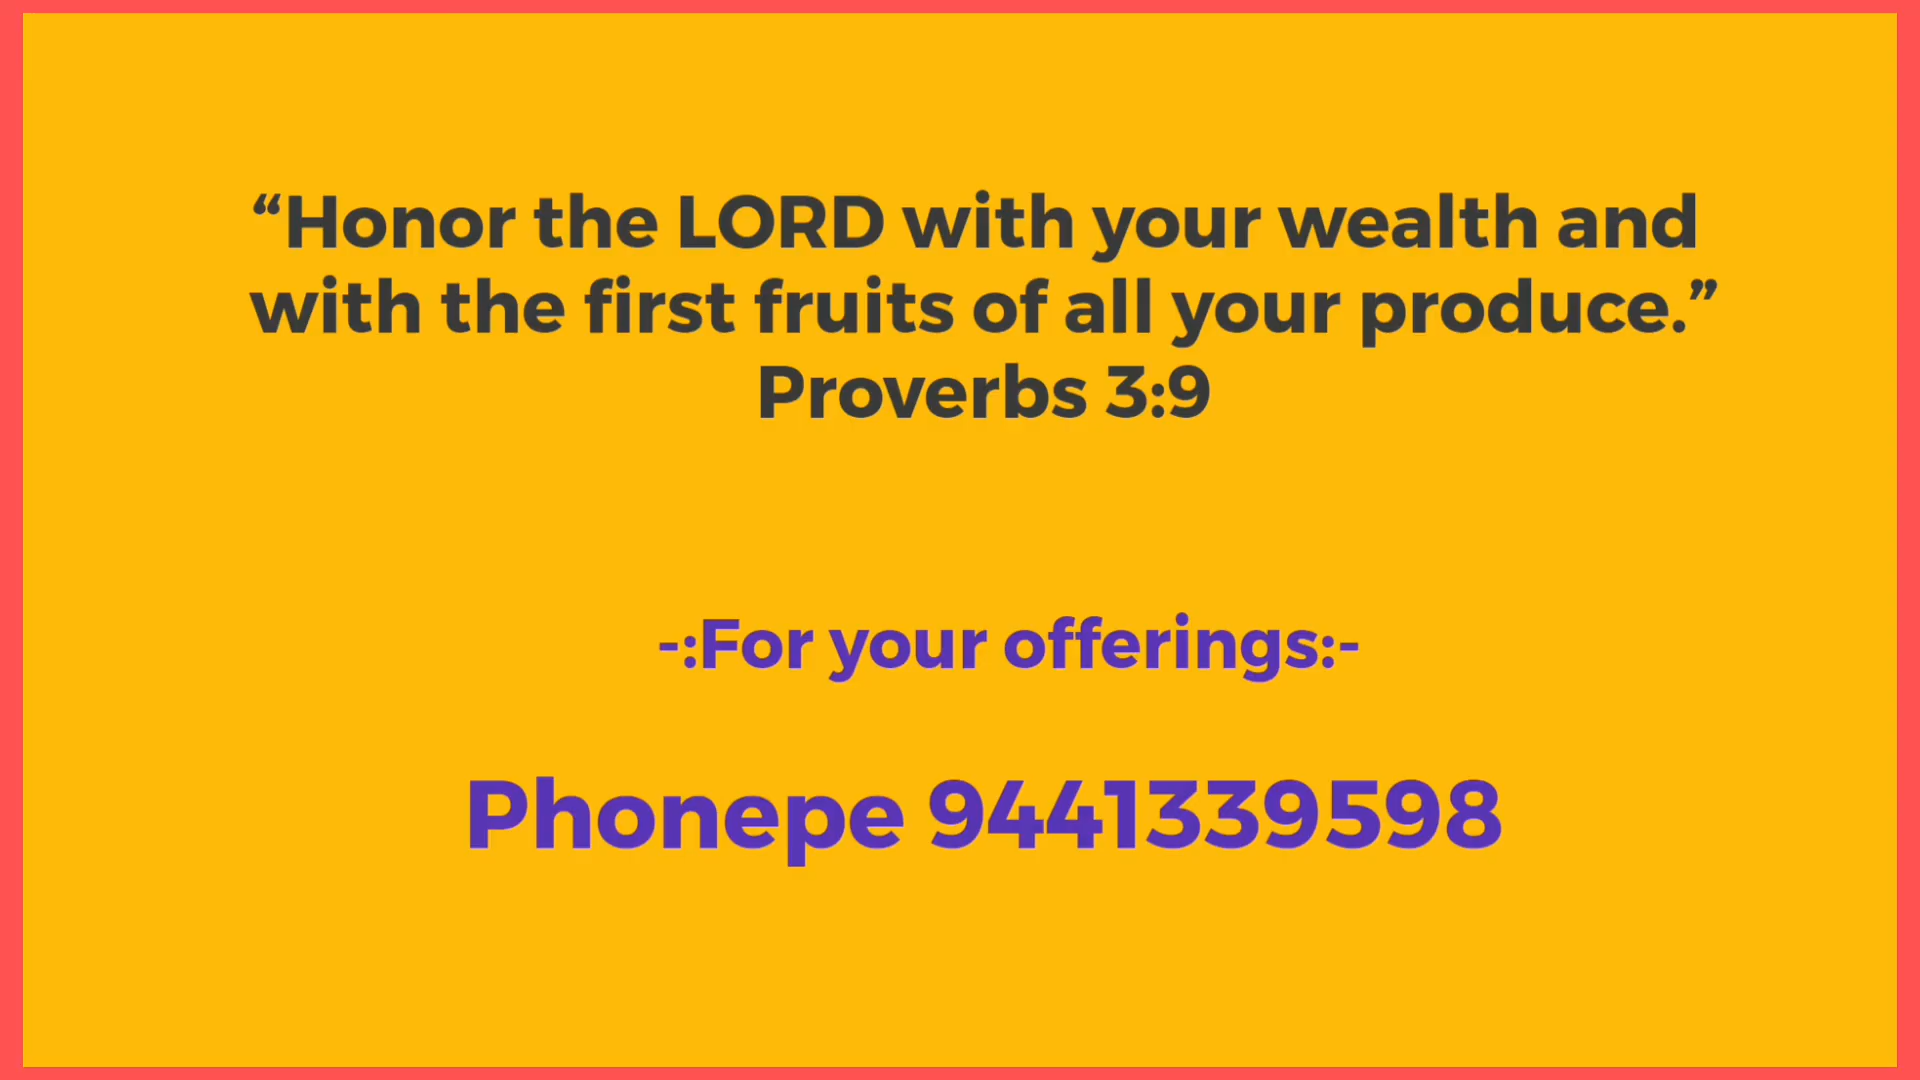 “Honor the LORD with your wealth and
with the first fruits of all your produce.”
Proverbs 3:9
-:For your offerings:-
Phonepe 9441339598